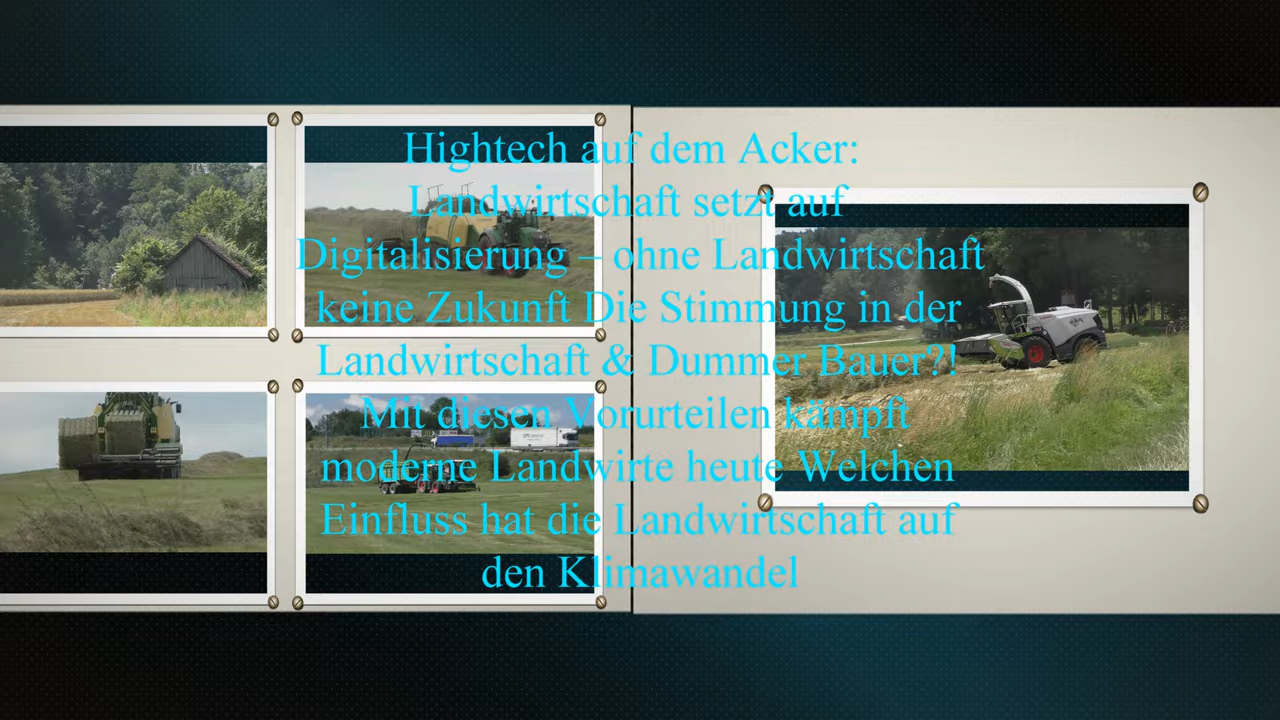 Hightech auf dem Acker:
Landwirtschaft setzt auf
Digitalisierung – ohne Landwirtschaft
keine Zukunft Die Stimmung in der
Landwirtschaft & Dummer Bauer?!
Mit diesen Vorurteilen kämpft
moderne Landwirte heute Welchen
Einfluss hat die Landwirtschaft auf
den Klimawandel